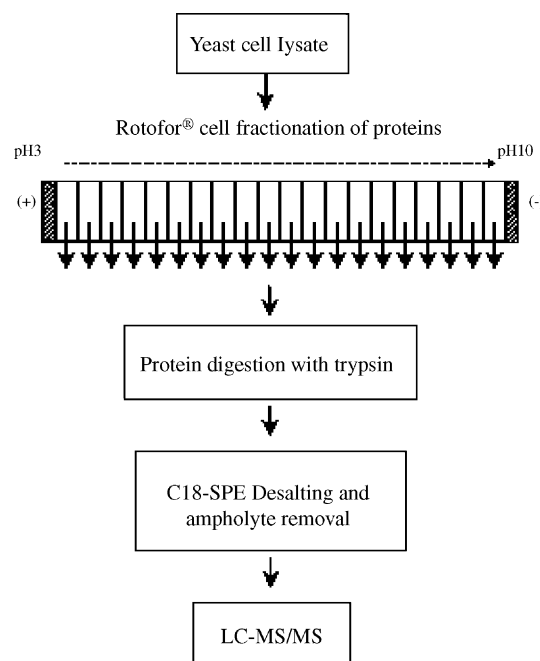 Yeast cell Iysate
Rotofor® cell fractionation of proteins
pH3
pH10
(+)
(-
Protein digestion with trypsin
C18-SPE Desalting and
ampholyte removal
LC-MS/MS